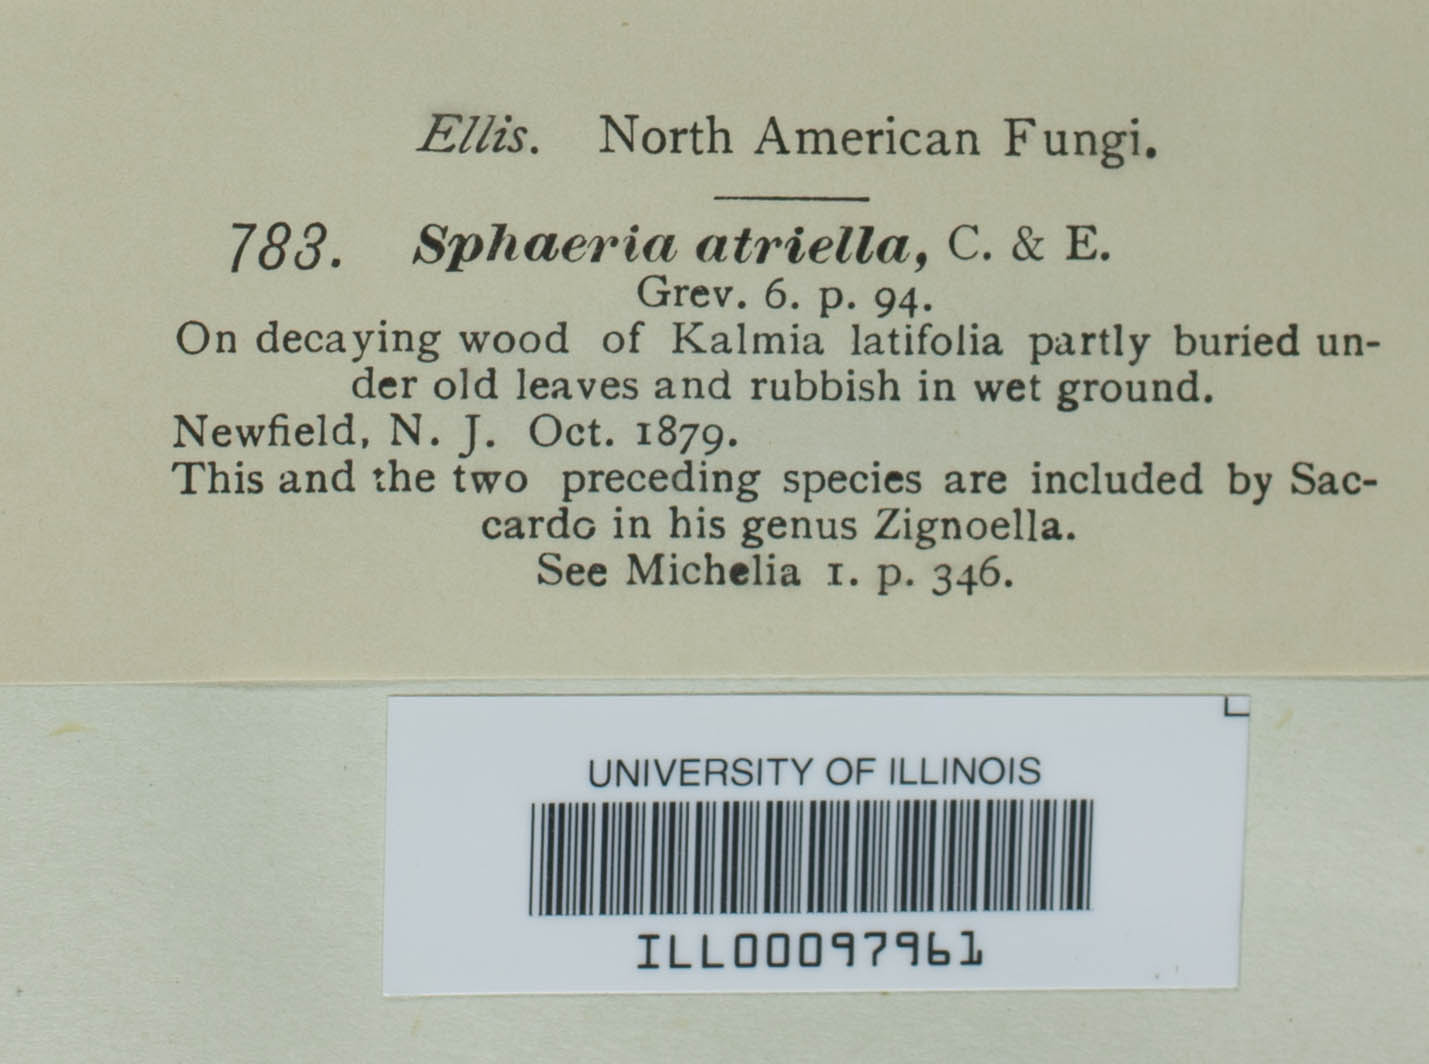 Ellis. North American Fungi.
783. Sphaeria atriella, C. & E.
Grev. 6. p. 94.
On decaying wood of Kalmia latifolia partly buried un-
der old leaves and rubbish in wet ground.
Newfield, N. J. Oct. 1879.
This and the two preceding species are included by Sac-
cardo in his genus Zignoella.
See Michelia 1. p. 346.
UNIVERSITY OF ILLINOIS
ILL00097961